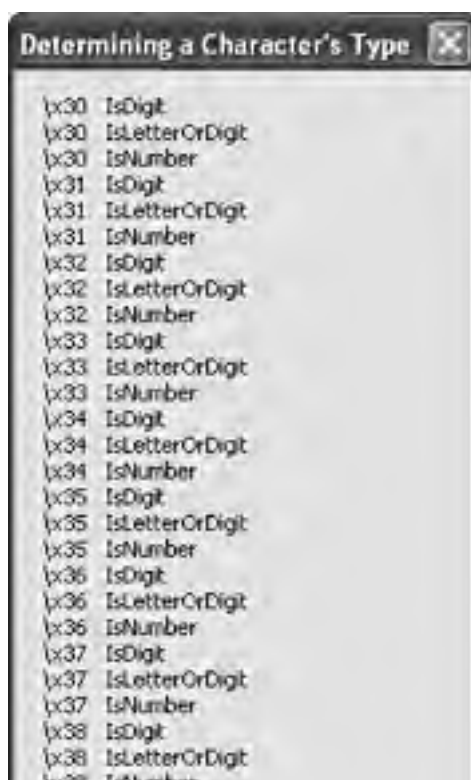 Determining a Character's Type
\x30 IsDigit
\x30 IsLetterOrDigit
\x30 IsNumber
\x31 IsDigit
\x31 IsLetterOrDigit
\x31 IsNumber
\x32 IsDigit
\x32 IsLetterOrDigit
\x32 IsNumber
\x33 IsDigit
\x33 IsLetterOrDigit
\x33 IsNumber
\x34 IsDigit
\x34 IsLetterOrDigit
\x34 IsNumber
\x35 IsDigit
\x35 IsLetterOrDigit
\x35 IsNumber
\x36 IsDigit
\x36 IsLetterOrDigit
\x36 IsNumber
\x37 IsDigit
\x37 IsLetterOrDigit
\x37 IsNumber
\x38 IsDigit
\x38 IsLetterOrDigit